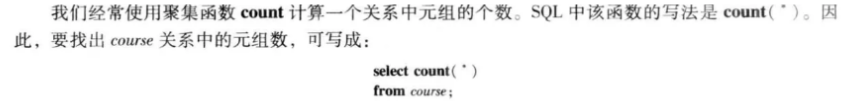 我们经常使用聚集函数 count 计算一个关系中元组的个数。SQL 中该函数的写法是 count( * )。因
此，要找出 course 关系中的元组数，可写成：
select count( * )
from course;